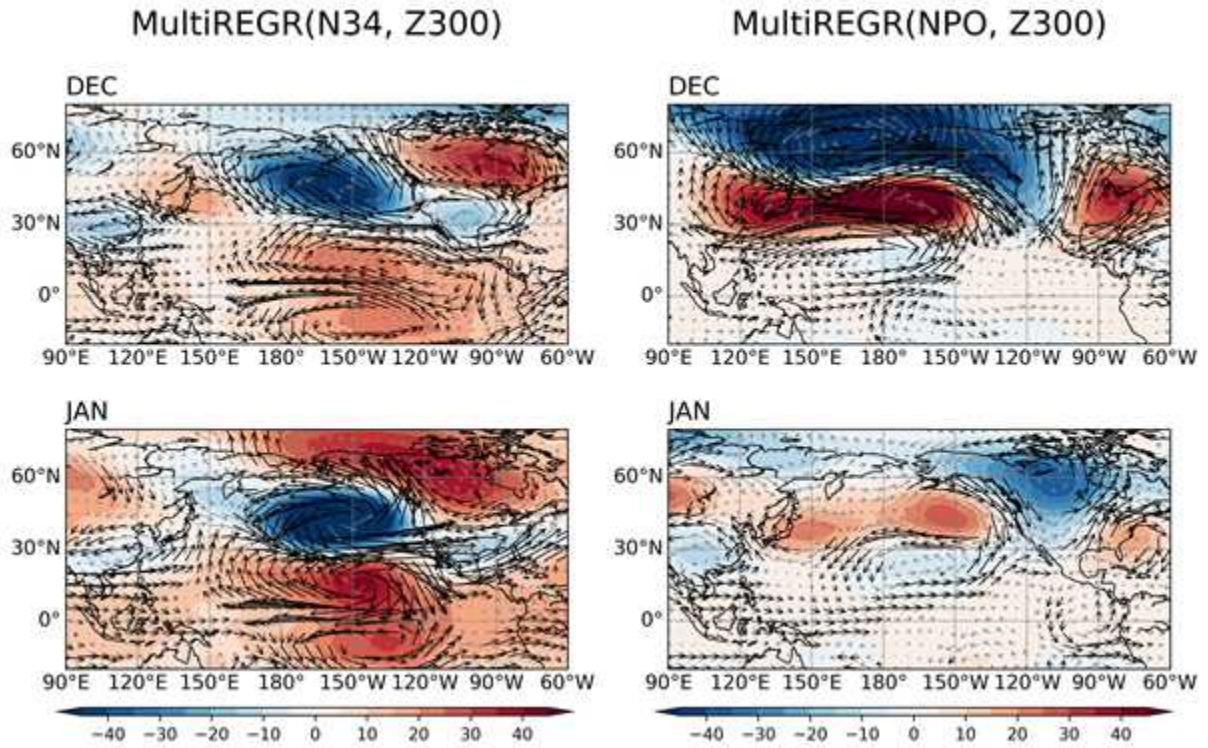 MultiREGR(N34, Z300) MultiREGR(NPO, Z300)
DEC DEC
60°N 60°N
30°N 30°N
0° 0°
90°E 120°E 150°E 180° 150°W 120°W 90°W 60°W 90°E 120°E 150°E 180° 150°W 120°W 90°W 60°W
JAN JAN
60°N 60°N
30°N 30°N
0° 0°
90°E 120°E 150°E 180° 150°W 120°W 90°W 60°W 90°E 120°E 150°E 180° 150°W 120°W 90°W 60°W
−40 −30 −20 −10 0 10 20 30 40 −40 −30 −20 −10 0 10 20 30 40